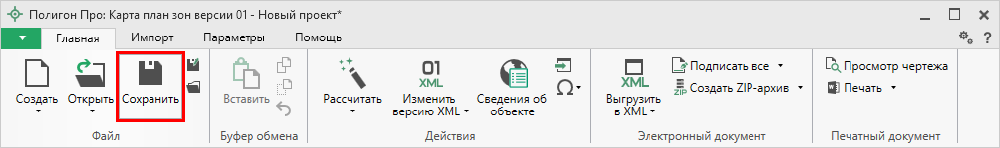 Полигон Про: Карта план зон версии 01 - Новый проект*
Главная Импорт Параметры Помощь
?
Создать Открыть Сохранить
Файл
Вставить
Буфер обмена
Рассчитать
01
XML
Изменить
версию XML
Сведения об
объекте
Ω
Действия
XML
Выгрузить
в XML
Подписать все
ZIP Создать ZIP-архив
Электронный документ
Просмотр чертежа
Печать
Печатный документ